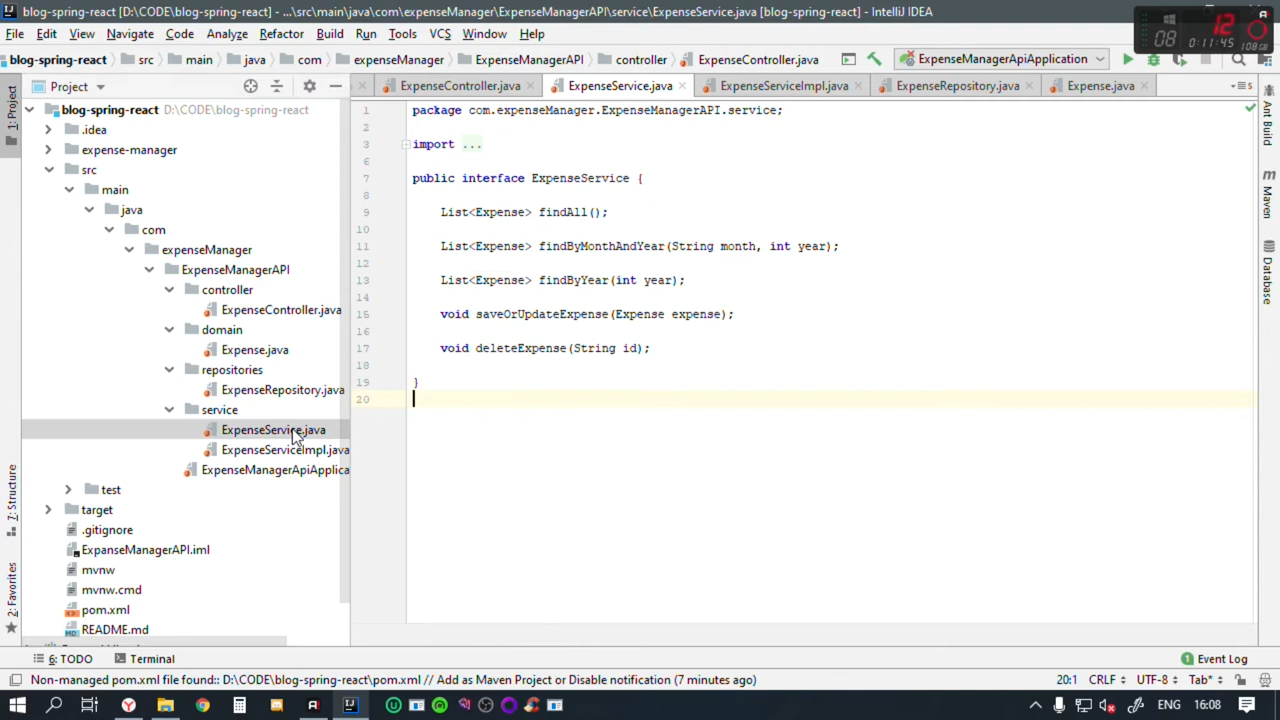 blog-spring-react [D:\CODE\blog-spring-react] - ...\src\main\java\com\expenseManager\ExpenseManagerAPI\service\ExpenseService.java [blog-spring-react] - IntelliJ IDEA
File Edit View Navigate Code Analyze Refactor Build Run Tools VCS Window Help
08 12 0:11:45 108GB
blog-spring-react src main java com expenseManager ExpenseManagerAPI controller ExpenseController.java ExpenseManagerApiApplication
Project
ExpenseController.java ExpenseService.java ExpenseServiceImpl.java ExpenseRepository.java Expense.java
1: Project
7: Structure
2: Favorites
blog-spring-react D:\CODE\blog-spring-react
.idea
expense-manager
src
main
java
com
expenseManager
ExpenseManagerAPI
controller
ExpenseController.java
domain
Expense.java
repositories
ExpenseRepository.java
service
ExpenseService.java
ExpenseServiceImpl.java
ExpenseManagerApiApplica
test
target
.gitignore
ExpanseManagerAPI.iml
mvnw
mvnw.cmd
pom.xml
README.md
1 package com.expenseManager.ExpenseManagerAPI.service;
2
3 import ...
6
7 public interface ExpenseService {
8
9 List<Expense> findAll();
10
11 List<Expense> findByMonthAndYear(String month, int year);
12
13 List<Expense> findByYear(int year);
14
15 void saveOrUpdateExpense(Expense expense);
16
17 void deleteExpense(String id);
18
19 }
20
Ant Build
Maven
Database
6: TODO Terminal 1 Event Log
Non-managed pom.xml file found:: D:\CODE\blog-spring-react\pom.xml // Add as Maven Project or Disable notification (7 minutes ago) 20:1 CRLF UTF-8 Tab*
ENG 16:08